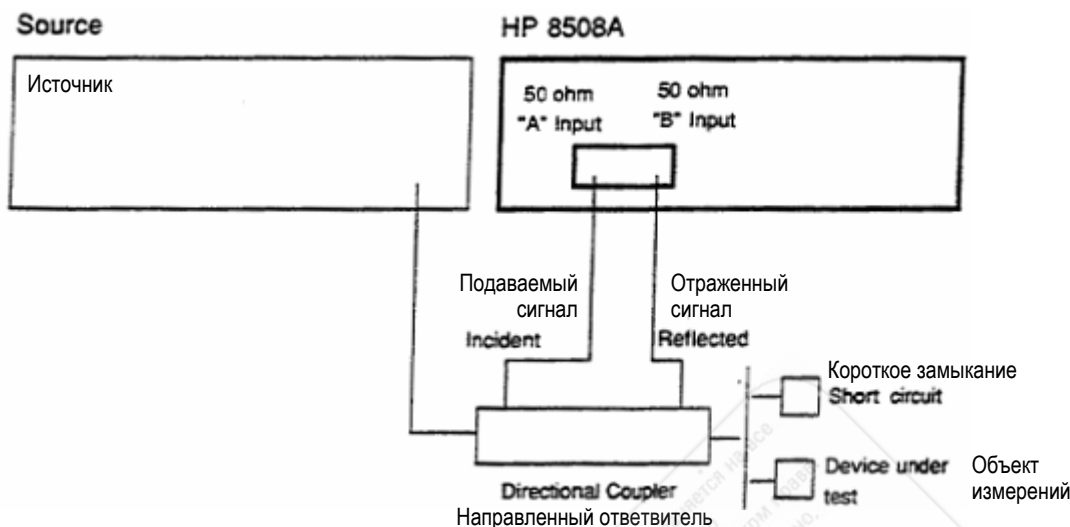 Source
HP 8508A
Источник
50 ohm
"A" Input
50 ohm
"B" Input
Подаваемый
сигнал
Incident
Отраженный
сигнал
Reflected
Короткое замыкание
Short circuit
Device under
test
Объект
измерений
Directional Coupler
Направленный ответвитель